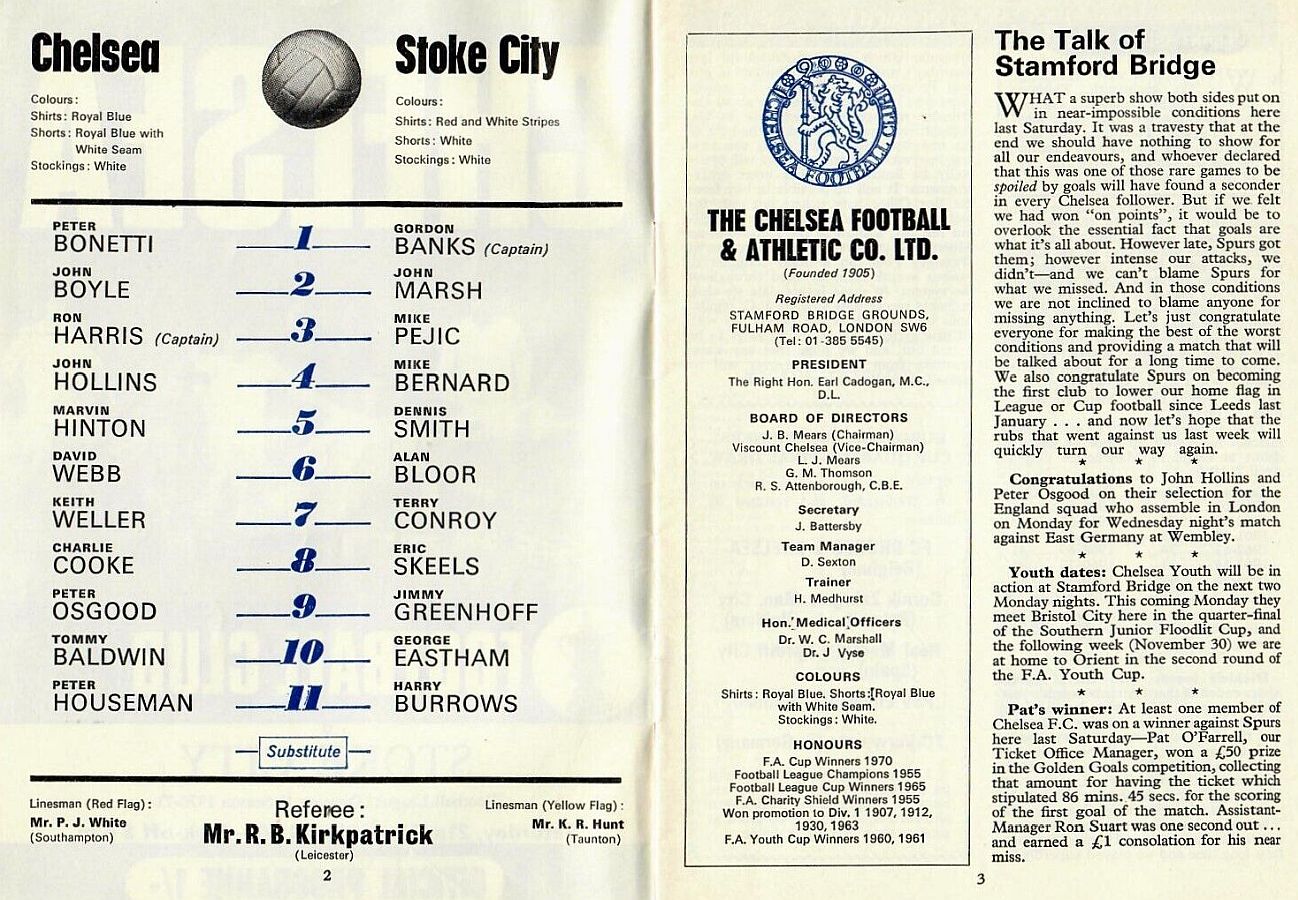 Chelsea
Colours:
Shirts: Royal Blue
Shorts: Royal Blue with
White Seam
Stockings: White
Stoke City
Colours:
Shirts: Red and White Stripes
Shorts: White
Stockings: White
PETER
BONETTI
1
GORDON
BANKS (Captain)
JOHN
BOYLE
2
JOHN
MARSH
RON
HARRIS (Captain)
3
MIKE
PEJIC
JOHN
HOLLINS
4
MIKE
BERNARD
MARVIN
HINTON
5
DENNIS
SMITH
DAVID
WEBB
6
ALAN
BLOOR
KEITH
WELLER
7
TERRY
CONROY
CHARLIE
COOKE
8
ERIC
SKEELS
PETER
OSGOOD
9
JIMMY
GREENHOFF
TOMMY
BALDWIN
10
GEORGE
EASTHAM
PETER
HOUSEMAN
11
HARRY
BURROWS
Substitute
Linesman (Red Flag):
Mr. P. J. White
(Southampton)
Referee:
Mr. R. B. Kirkpatrick
(Leicester)
Linesman (Yellow Flag):
Mr. K. R. Hunt
(Taunton)
2
CHELSEA FOOTBALL CLUB LIMITED
THE CHELSEA FOOTBALL
& ATHLETIC CO. LTD.
(Founded 1905)
Registered Address
STAMFORD BRIDGE GROUNDS,
FULHAM ROAD, LONDON SW6
(Tel: 01-385 5545)
PRESIDENT
The Right Hon. Earl Cadogan, M.C.,
D.L.
BOARD OF DIRECTORS
J. B. Mears (Chairman)
Viscount Chelsea (Vice-Chairman)
L. J. Mears
G. M. Thomson
R. S. Attenborough, C.B.E.
Secretary
J. Battersby
Team Manager
D. Sexton
Trainer
H. Medhurst
Hon. Medical Officers
Dr. W. C. Marshall
Dr. J Vyse
COLOURS
Shirts: Royal Blue. Shorts: Royal Blue
with White Seam.
Stockings: White.
HONOURS
F.A. Cup Winners 1970
Football League Champions 1955
Football League Cup Winners 1965
F.A. Charity Shield Winners 1955
Won promotion to Div. 1 1907, 1912,
1930, 1963
F.A. Youth Cup Winners 1960, 1961
The Talk of
Stamford Bridge
WHAT a superb show both sides put on
in near-impossible conditions here
last Saturday. It was a travesty that at the
end we should have nothing to show for
all our endeavours, and whoever declared
that this was one of those rare games to be
spoiled by goals will have found a seconder
in every Chelsea follower. But if we felt
we had won "on points", it would be to
overlook the essential fact that goals are
what it's all about. However late, Spurs got
them; however intense our attacks, we
didn't—and we can't blame Spurs for
what we missed. And in those conditions
we are not inclined to blame anyone for
missing anything. Let's just congratulate
everyone for making the best of the worst
conditions and providing a match that will
be talked about for a long time to come.
We also congratulate Spurs on becoming
the first club to lower our home flag in
League or Cup football since Leeds last
January . . . and now let's hope that the
rubs that went against us last week will
quickly turn our way again.
* * *
Congratulations to John Hollins and
Peter Osgood on their selection for the
England squad who assemble in London
on Monday for Wednesday night's match
against East Germany at Wembley.
* * *
Youth dates: Chelsea Youth will be in
action at Stamford Bridge on the next two
Monday nights. This coming Monday they
meet Bristol City here in the quarter-final
of the Southern Junior Floodlit Cup, and
the following week (November 30) we are
at home to Orient in the second round of
the F.A. Youth Cup.
* * *
Pat's winner: At least one member of
Chelsea F.C. was on a winner against Spurs
here last Saturday—Pat O'Farrell, our
Ticket Office Manager, won a £50 prize
in the Golden Goals competition, collecting
that amount for having the ticket which
stipulated 86 mins. 45 secs. for the scoring
of the first goal of the match. Assistant-
Manager Ron Suart was one second out . . .
and earned a £1 consolation for his near
miss.
3